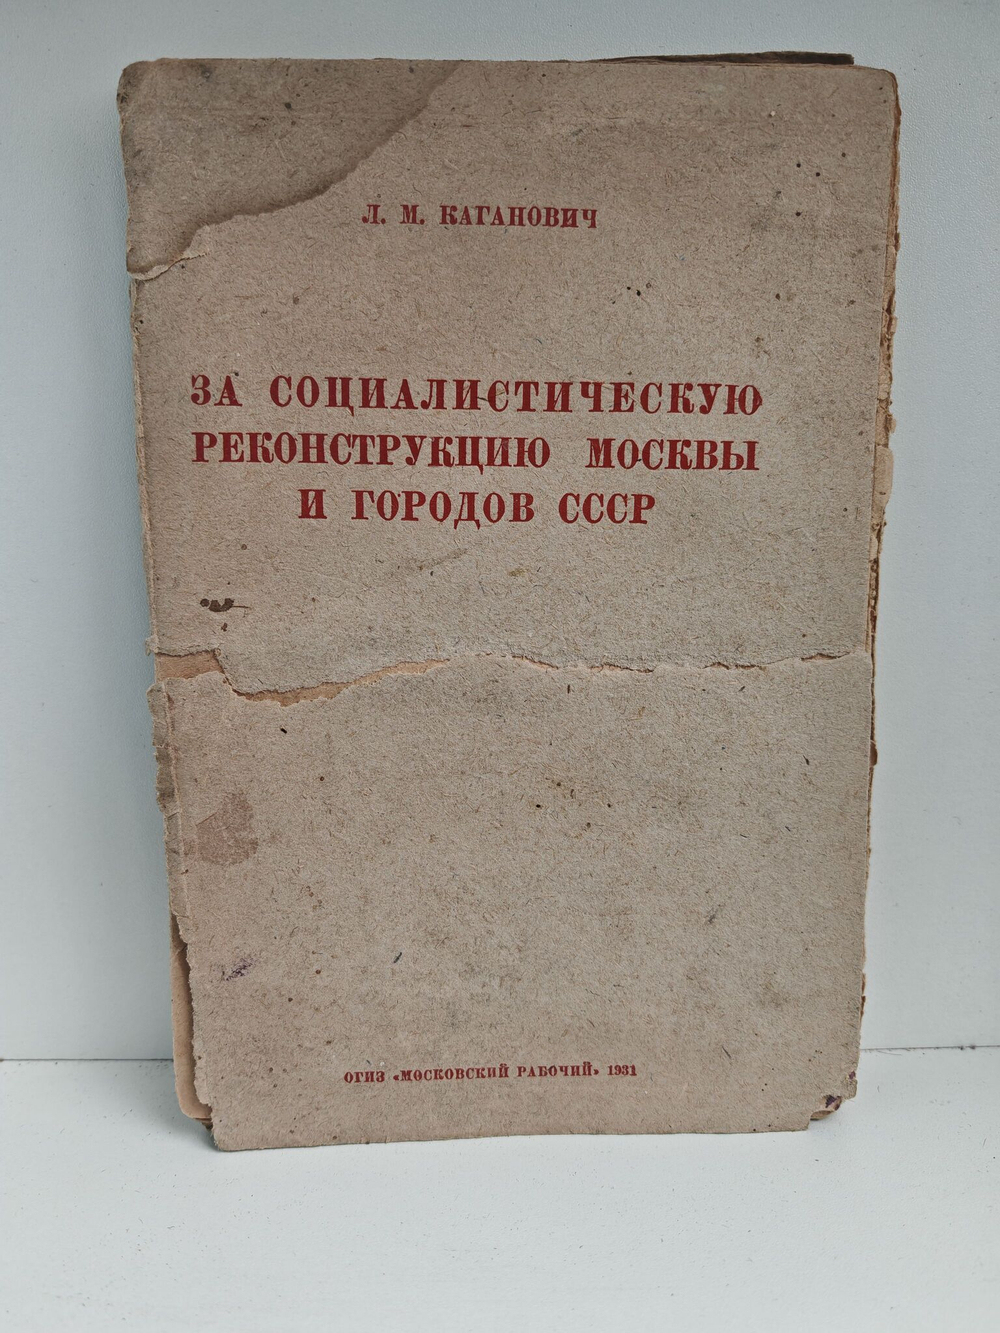 Л. М. КАГАНОВИЧ
ЗА СОЦИАЛИСТИЧЕСКУЮ
РЕКОНСТРУКЦИЮ МОСКВЫ
И ГОРОДОВ СССР
ОГИЗ «МОСКОВСКИЙ РАБОЧИЙ» 1931